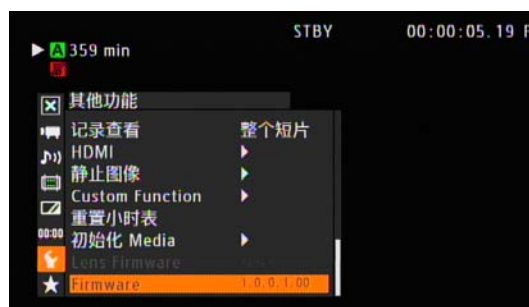 STBY
00:00:05.19
A 359 min
其他功能
记录查看 整个短片
HDMI
静止图像
Custom Function
重置小时表
00:00
初始化 Media
Lens Firmware
Firmware 1.0.0.1.00